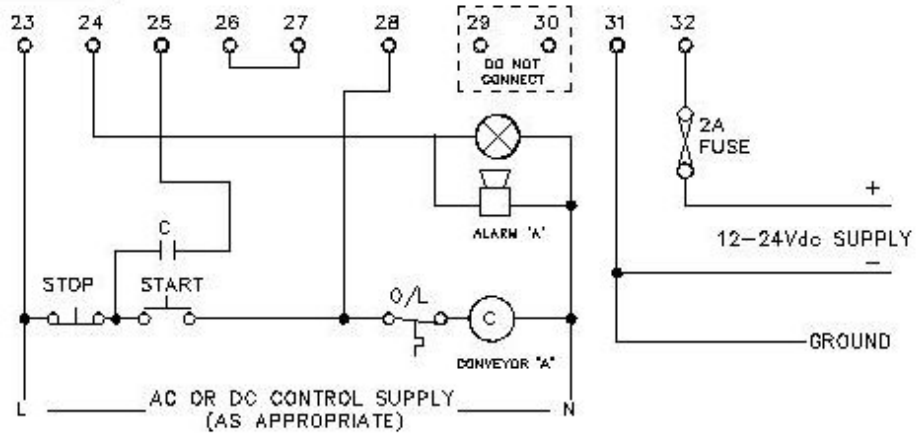 23 24 25 26 27 28 29 30 31 32
DO NOT
CONNECT
2A
FUSE
+
ALARM "A"
C
12-24Vdc SUPPLY
STOP START
−
O/L
C
GROUND
CONVEYOR "A"
L AC OR DC CONTROL SUPPLY N
(AS APPROPRIATE)